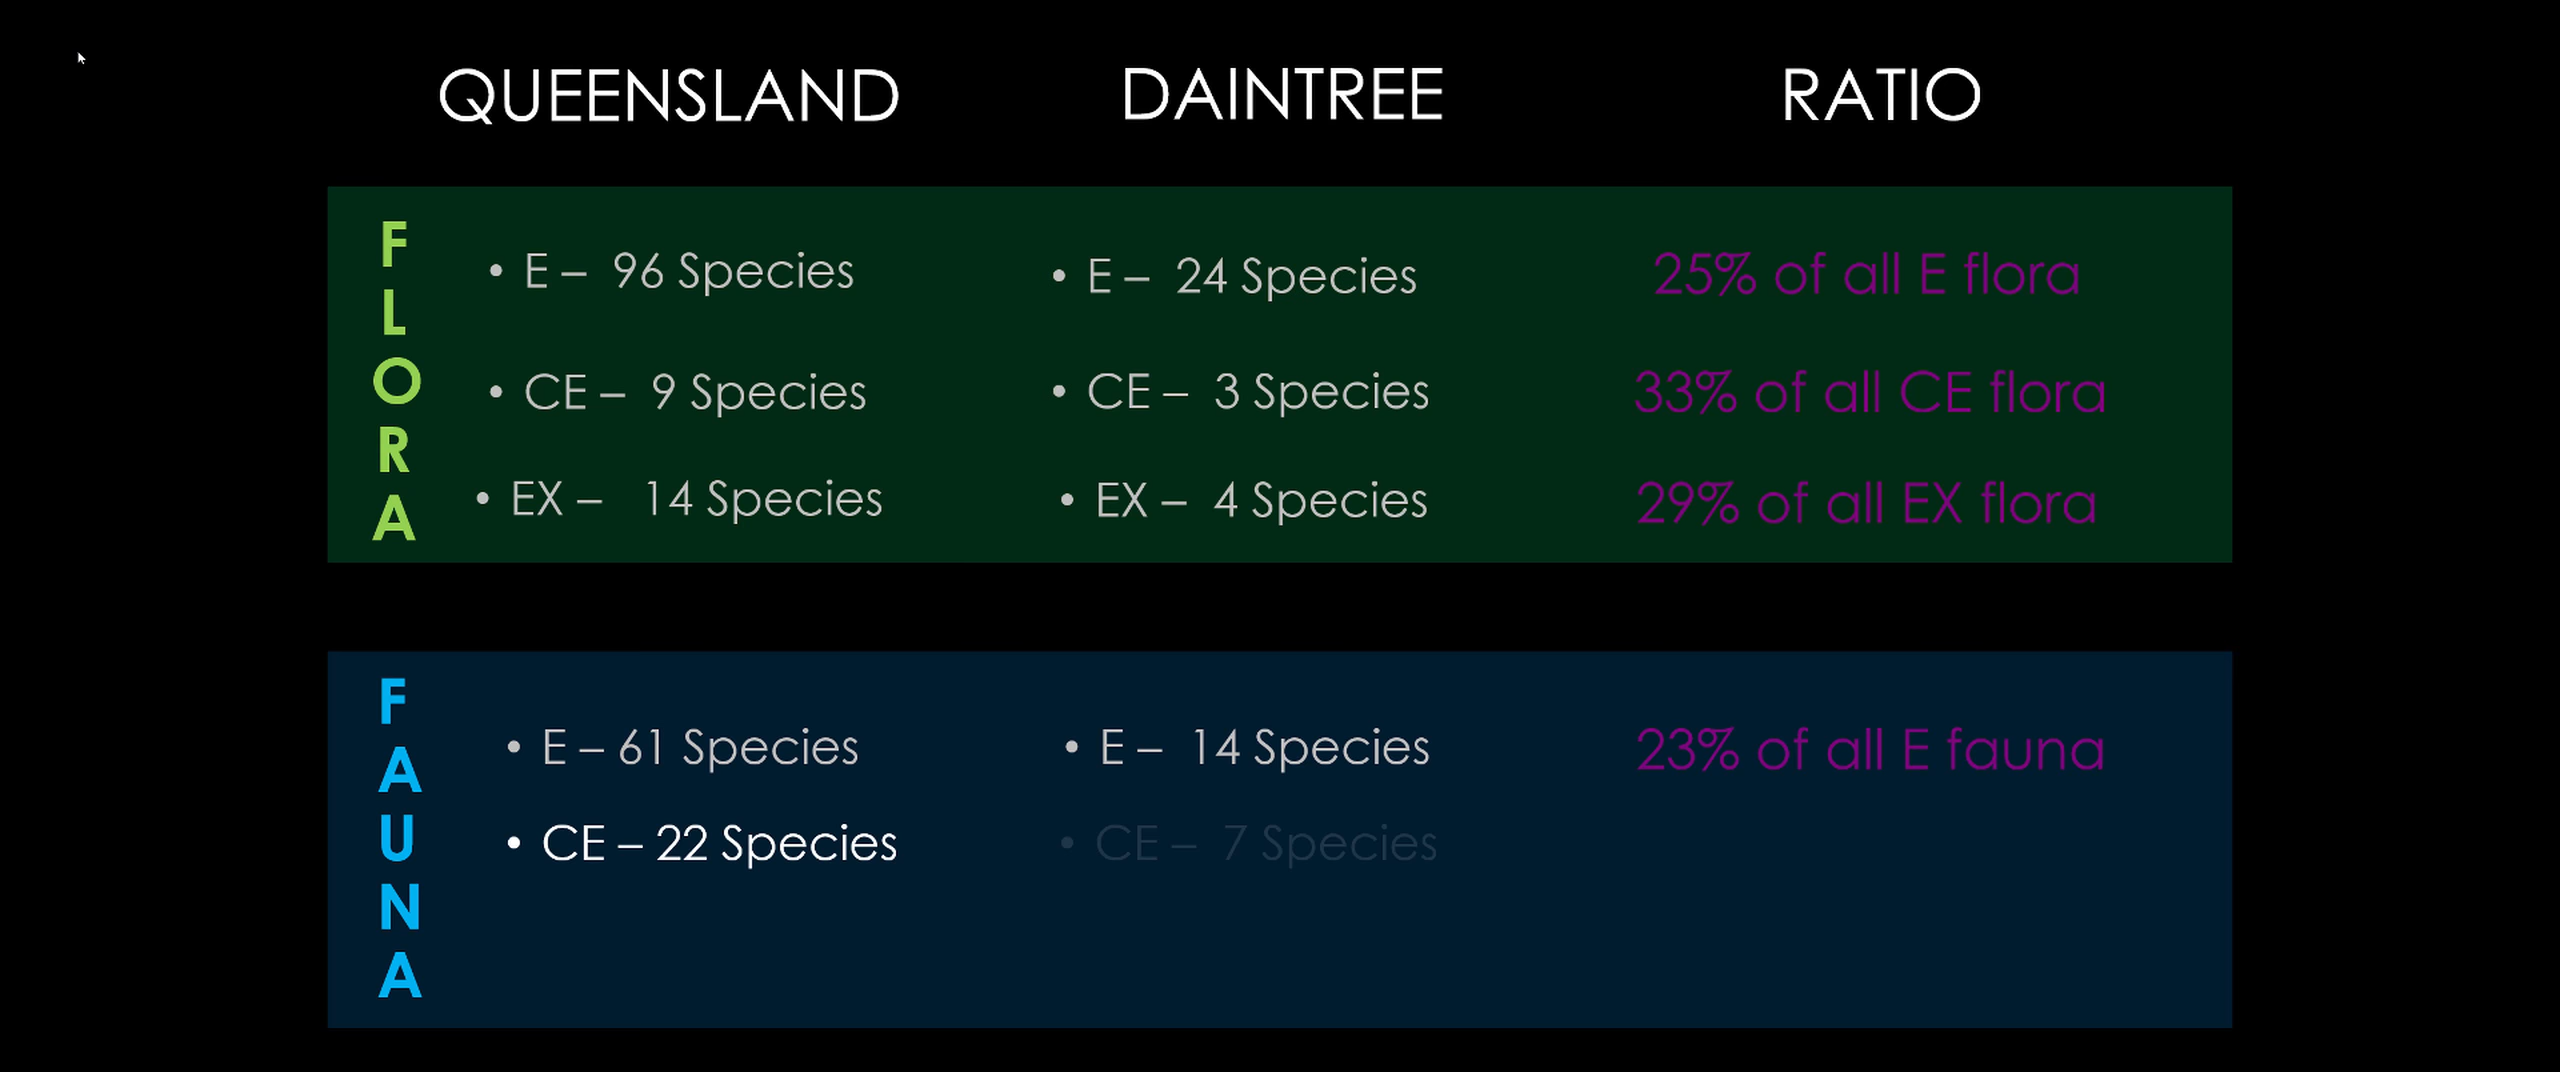 QUEENSLAND DAINTREE RATIO
FLORA
• E – 96 Species • E – 24 Species 25% of all E flora
• CE – 9 Species • CE – 3 Species 33% of all CE flora
• EX – 14 Species • EX – 4 Species 29% of all EX flora
FAUNA
• E – 61 Species • E – 14 Species 23% of all E fauna
• CE – 22 Species • CE – 7 Species